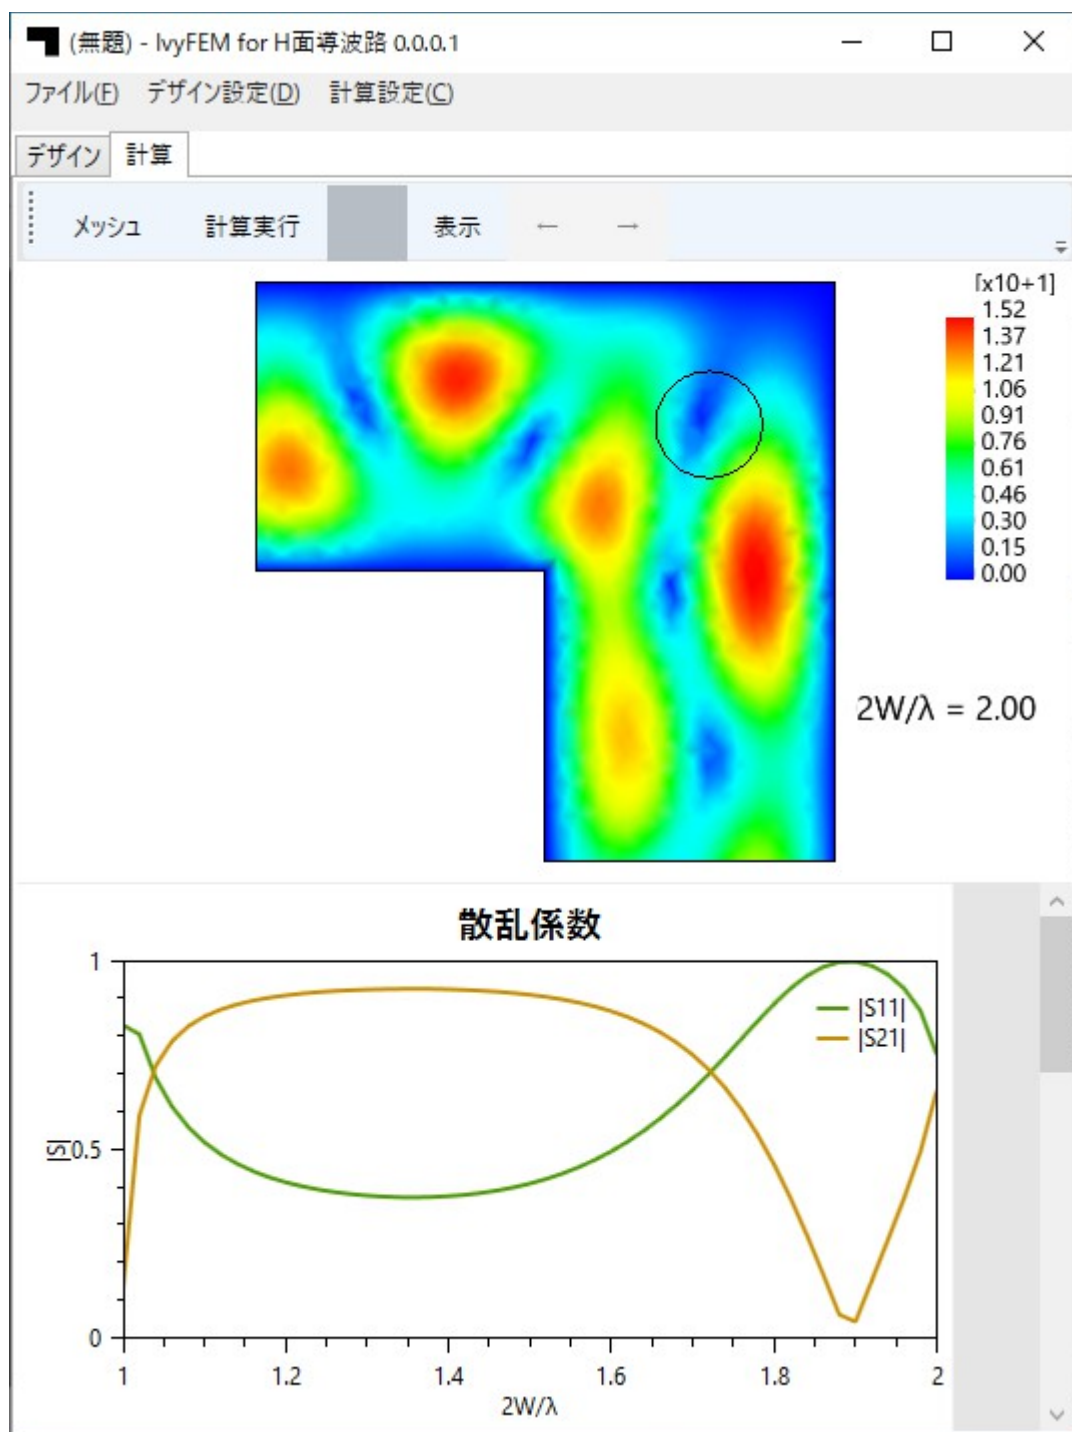 (無題) - IvyFEM for H面導波路 0.0.0.1
ファイル(F) デザイン設定(D) 計算設定(C)
デザイン 計算
メッシュ 計算実行 表示 ← →
[x10+1]
1.52
1.37
1.21
1.06
0.91
0.76
0.61
0.46
0.30
0.15
0.00
2W/λ = 2.00
散乱係数
1
|S11|
|S21|
|S|
0.5
0
1 1.2 1.4 1.6 1.8 2
2W/λ